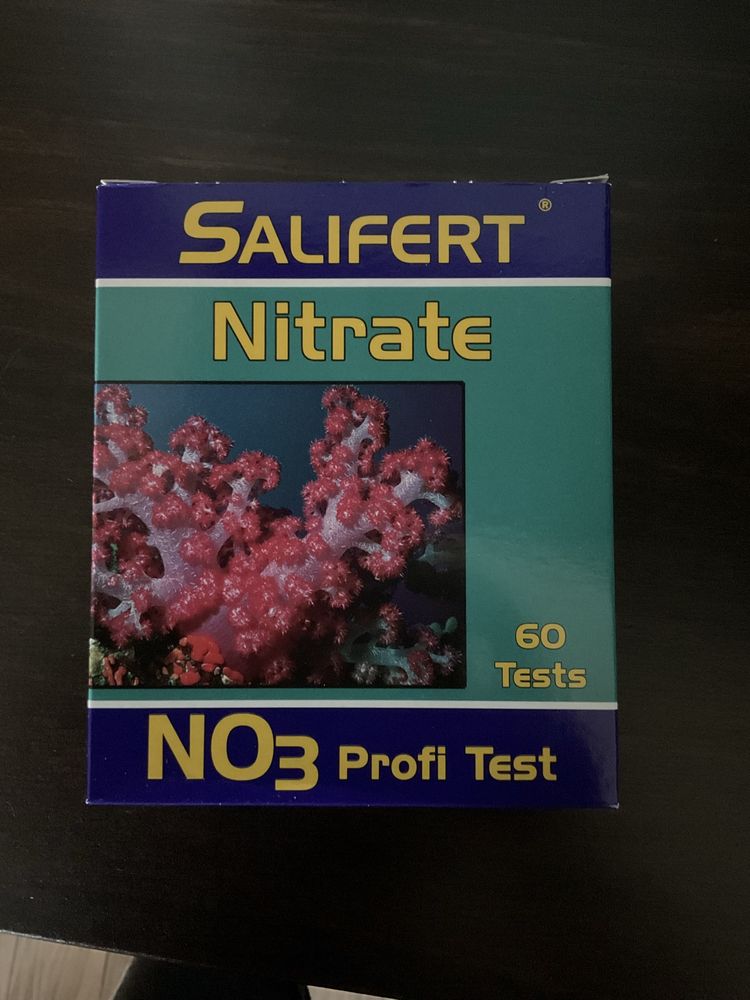 SALIFERT®
Nitrate
60
Tests
NO3 Profi Test